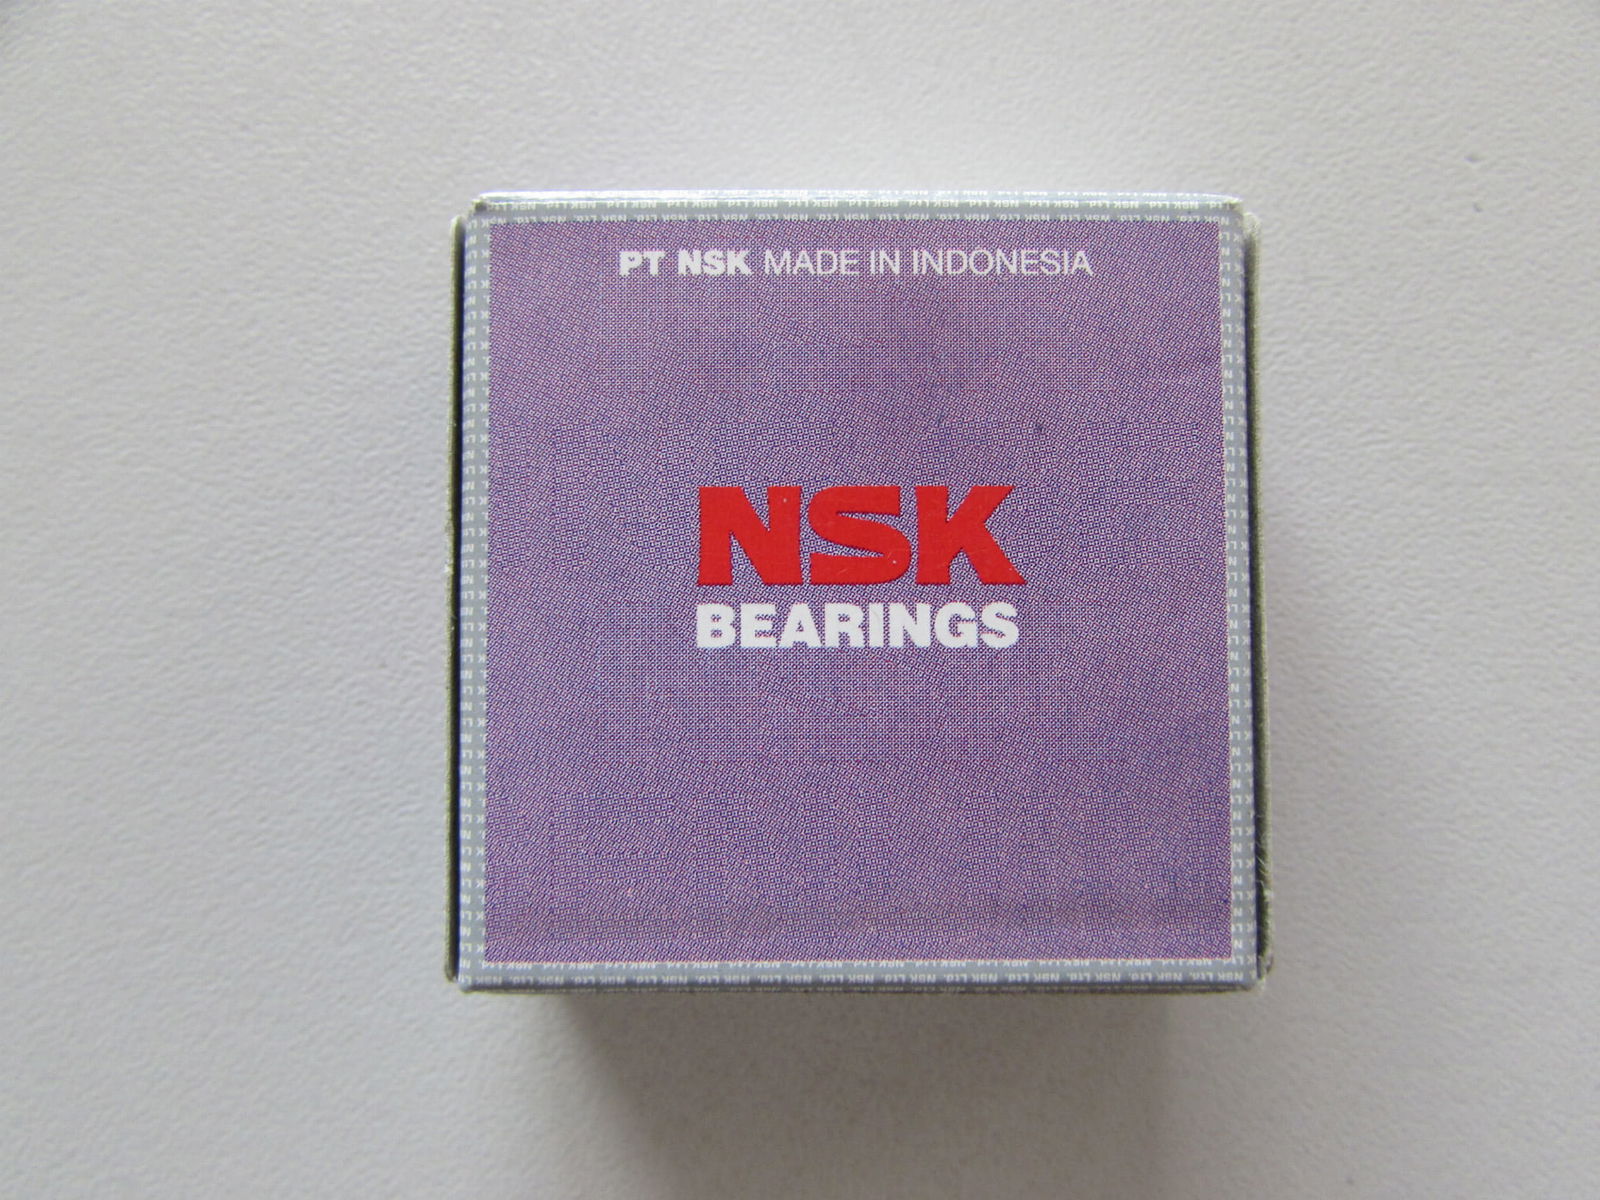 PT NSK MADE IN INDONESIA
NSK
BEARINGS